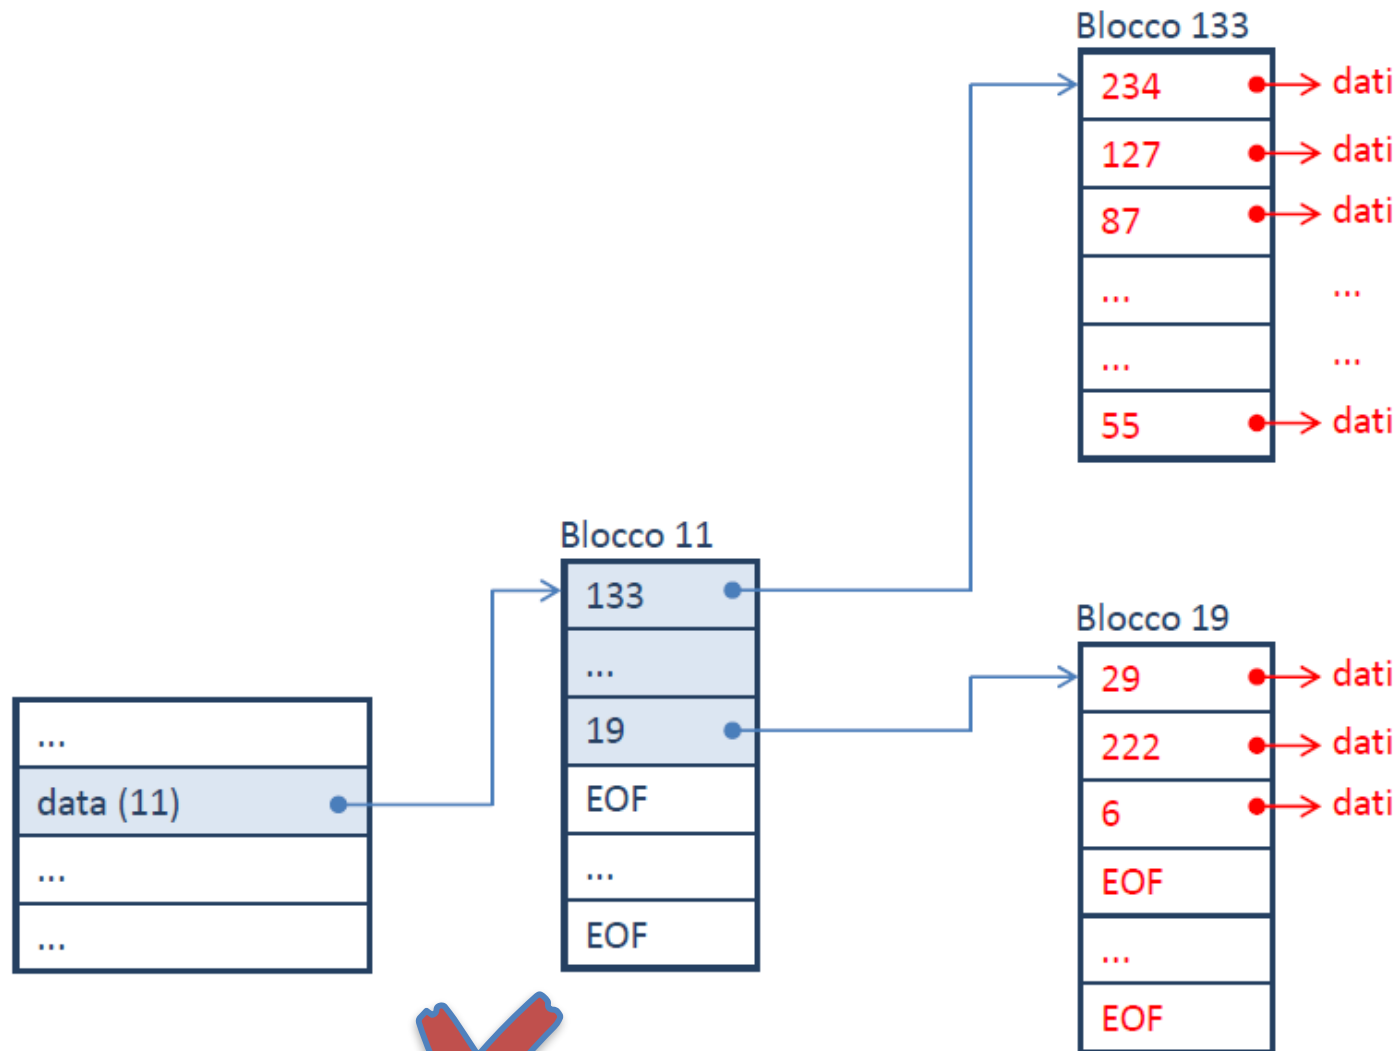 ...
data (11)
...
...
Blocco 11
133
...
19
EOF
...
EOF
Blocco 133
234 dati
127 dati
87 dati
... ...
... ...
55 dati
Blocco 19
29 dati
222 dati
6 dati
EOF
...
EOF